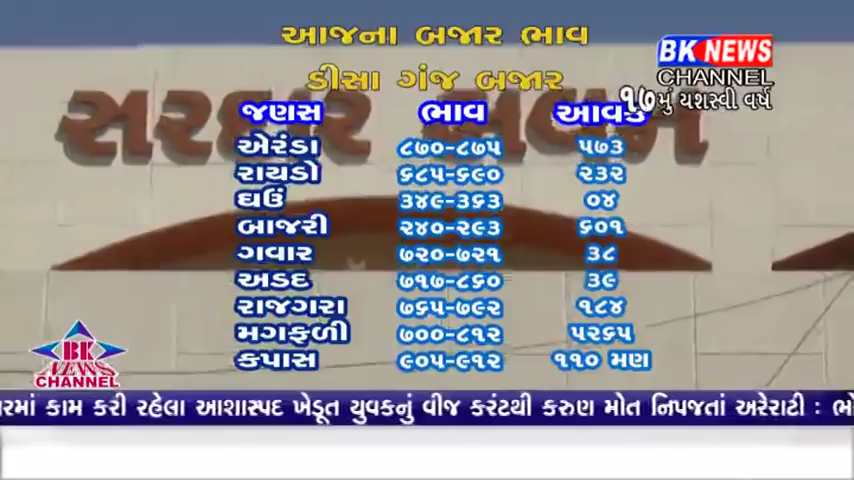 આજના બજાર ભાવ
ડીસા ગંજ બજાર
BK NEWS
CHANNEL
૧૭મું યશસ્વી વર્ષ
જણસ ભાવ આવક
એરંડા ૮૭૦-૮૭૫ ૫૭૩
રાયડો ૬૮૫-૬૯૦ ૨૩૨
ઘઉં ૩૪૯-૩૬૩ ૦૪
બાજરી ૨૪૦-૨૯૩ ૬૦૧
ગવાર ૭૨૦-૭૨૧ ૩૮
અડદ ૭૧૭-૮૬૦ ૩૯
રાજગરા ૭૬૫-૭૯૨ ૧૮૪
મગફળી ૭૦૦-૮૧૨ ૫૨૬૫
કપાસ ૯૦૫-૯૧૨ ૧૧૦ મણ
સરદાર
BK
NEWS
CHANNEL
રમાં કામ કરી રહેલા આશાસ્પદ ખેડૂત યુવકનું વીજ કરંટથી કરુણ મોત નિપજતાં અરેરાટી : ભો